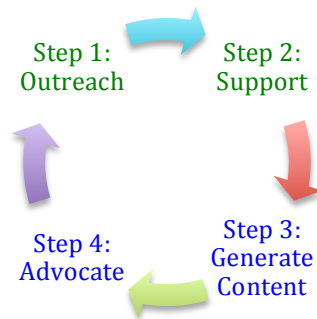 Step 1:
Outreach
Step 2:
Support
Step 3:
Generate
Content
Step 4:
Advocate